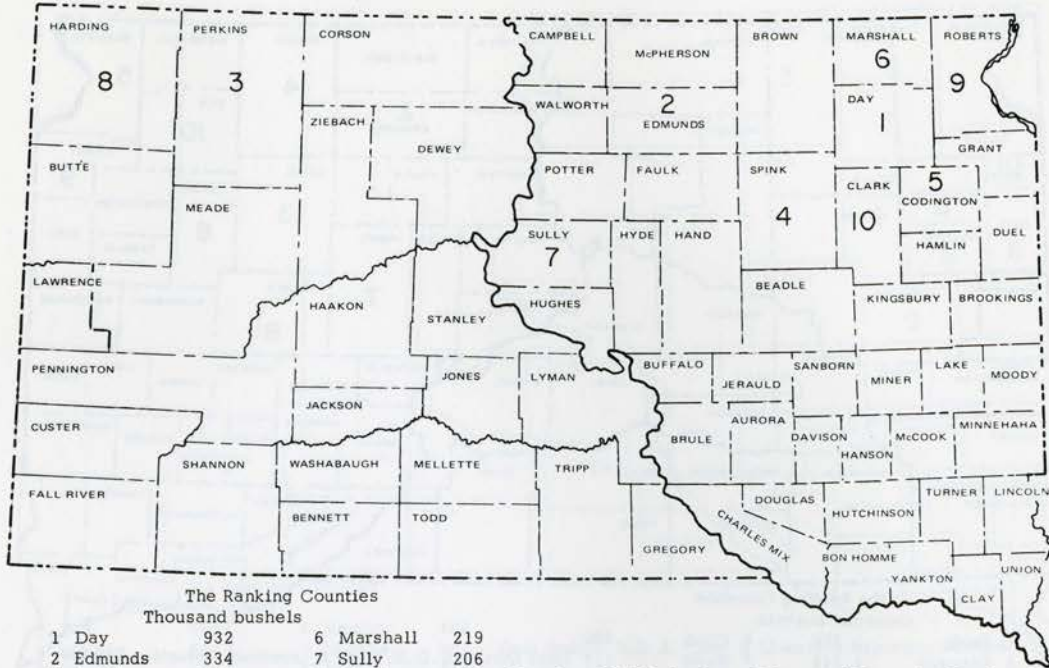 HARDING PERKINS CORSON CAMPBELL McPHERSON BROWN MARSHALL ROBERTS
8 3 2 6 9
WALWORTH EDMUNDS DAY
1
ZIEBACH DEWEY GRANT
BUTTE POTTER FAULK SPINK CLARK 5
MEADE 4 10 CODINGTON
SULLY HYDE HAND HAMLIN DUEL
7
LAWRENCE HAAKON STANLEY HUGHES BEADLE KINGSBURY BROOKINGS
PENNINGTON JONES LYMAN BUFFALO JERAULD SANBORN MINER LAKE MOODY
JACKSON
CUSTER BRULE AURORA DAVISON HANSON McCOOK MINNEHAHA
SHANNON WASHABAUGH MELLETTE TRIPP
FALL RIVER DOUGLAS HUTCHINSON TURNER LINCOLN
BENNETT TODD GREGORY CHARLES MIX BON HOMME YANKTON CLAY UNION
The Ranking Counties
Thousand bushels
1 Day 932 6 Marshall 219
2 Edmunds 334 7 Sully 206